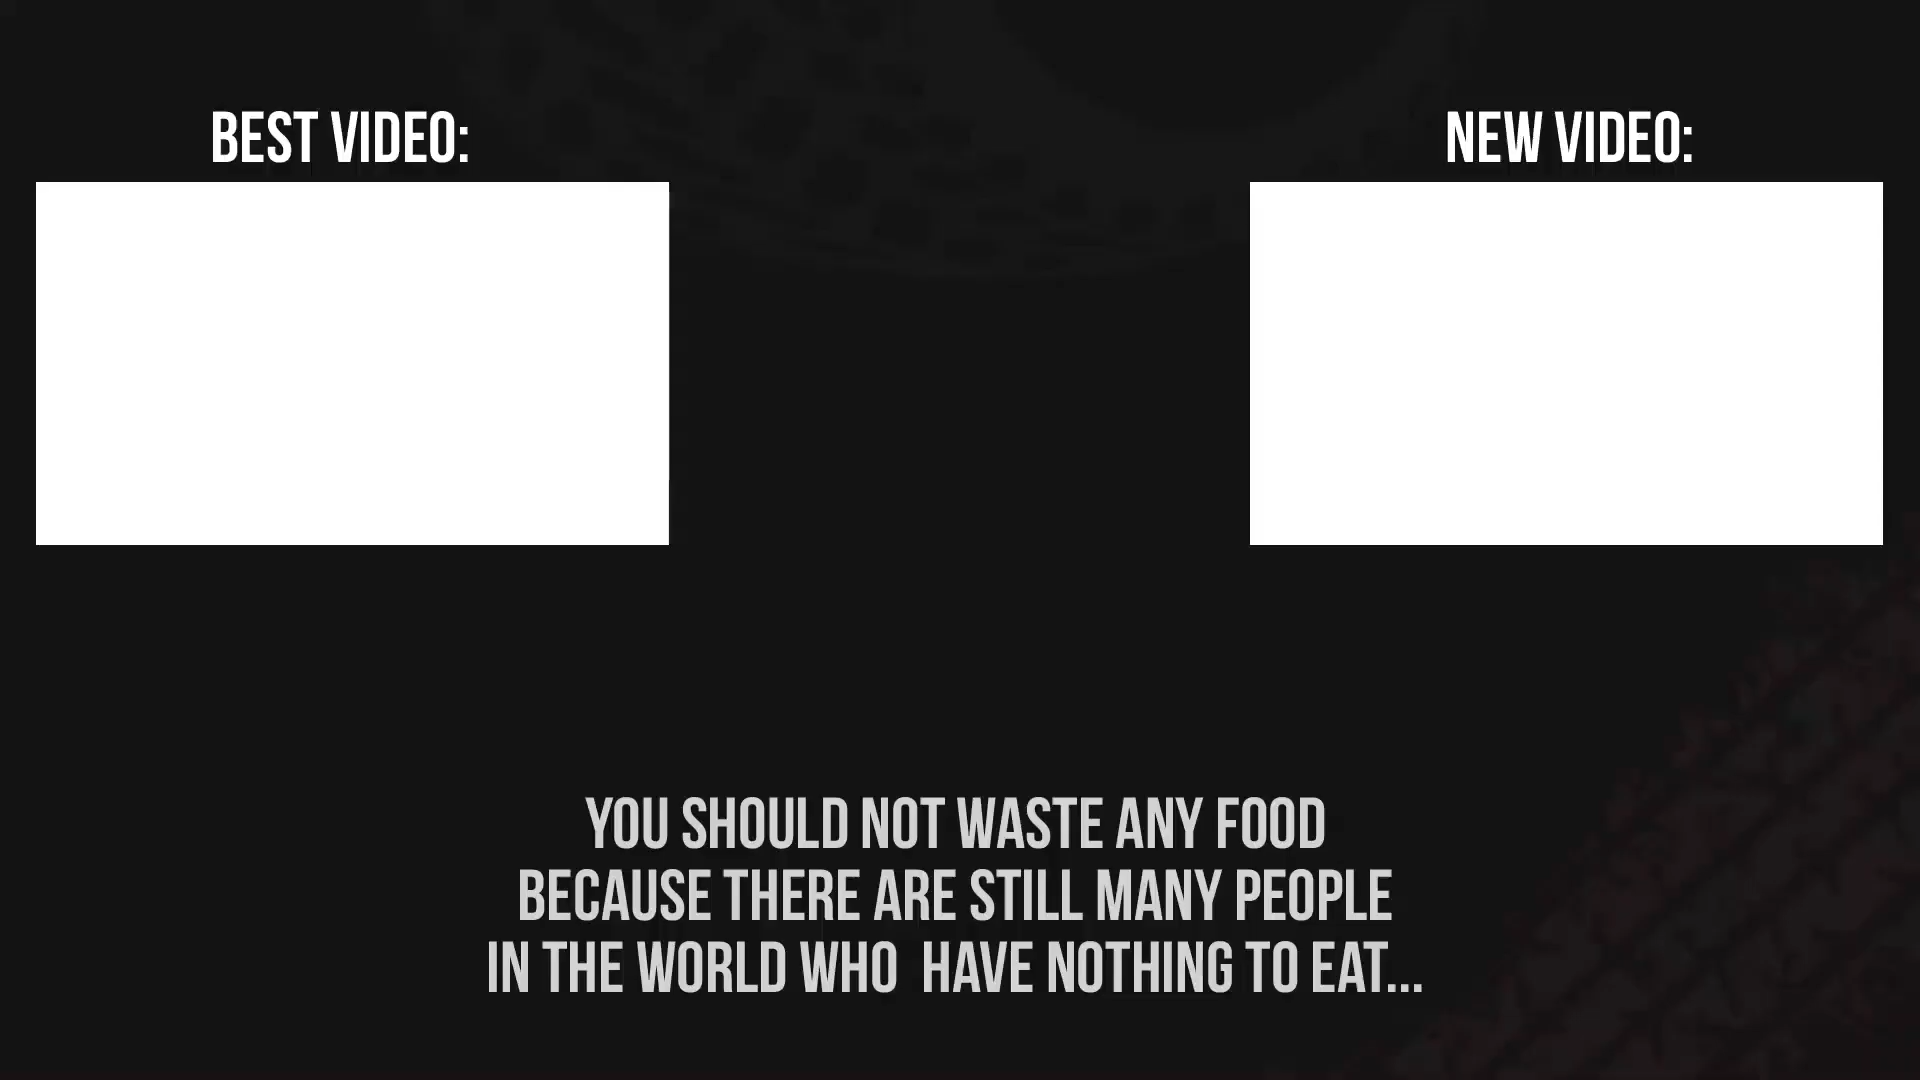 BEST VIDEO:
NEW VIDEO:
YOU SHOULD NOT WASTE ANY FOOD
BECAUSE THERE ARE STILL MANY PEOPLE
IN THE WORLD WHO  HAVE NOTHING TO EAT...